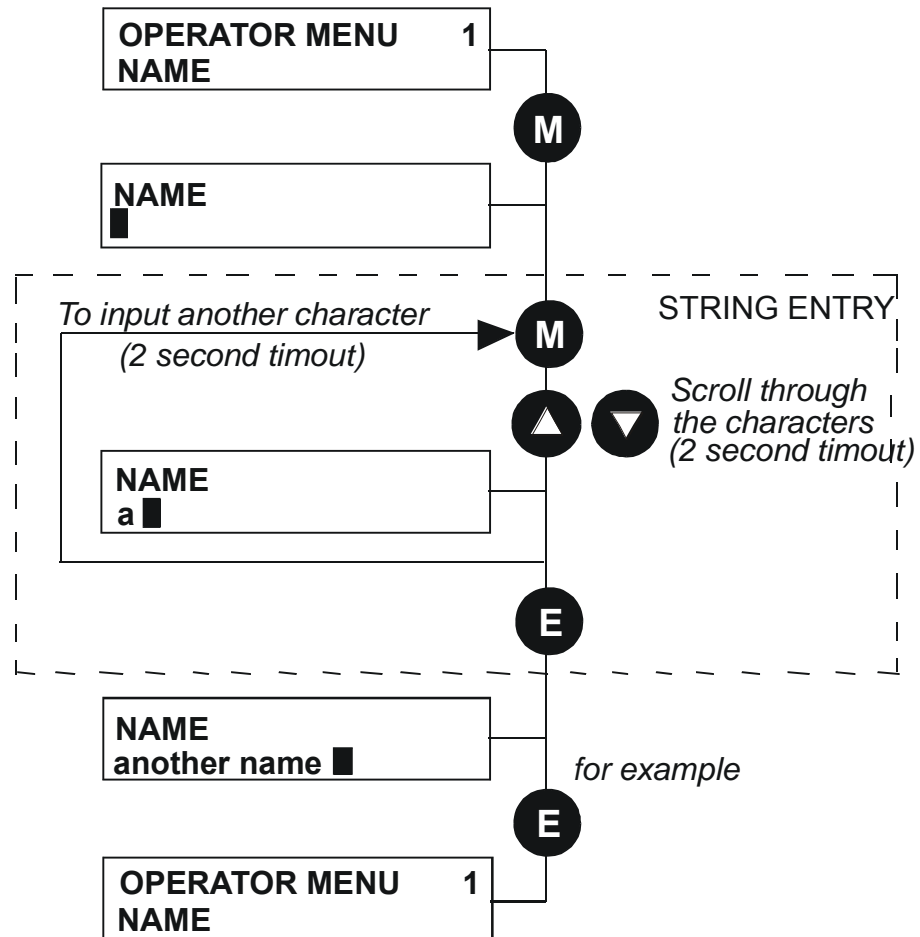 OPERATOR MENU 1
NAME
M
NAME
STRING ENTRY
To input another character
(2 second timout)
M
Scroll through
the characters
(2 second timout)
NAME
a
E
NAME
another name
for example
E
OPERATOR MENU 1
NAME